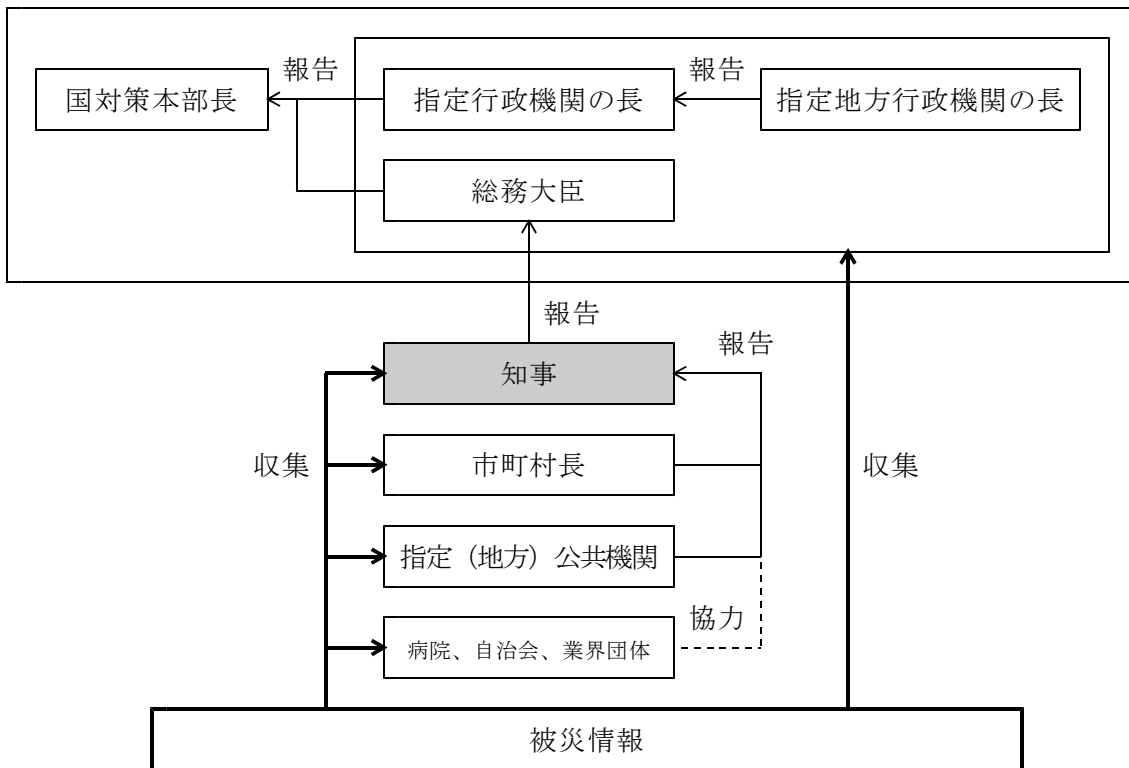 報告
報告
国対策本部長
指定行政機関の長
指定地方行政機関の長
総務大臣
報告
報告
知事
収集
市町村長
収集
指定（地方）公共機関
協力
病院、自治会、業界団体
被災情報